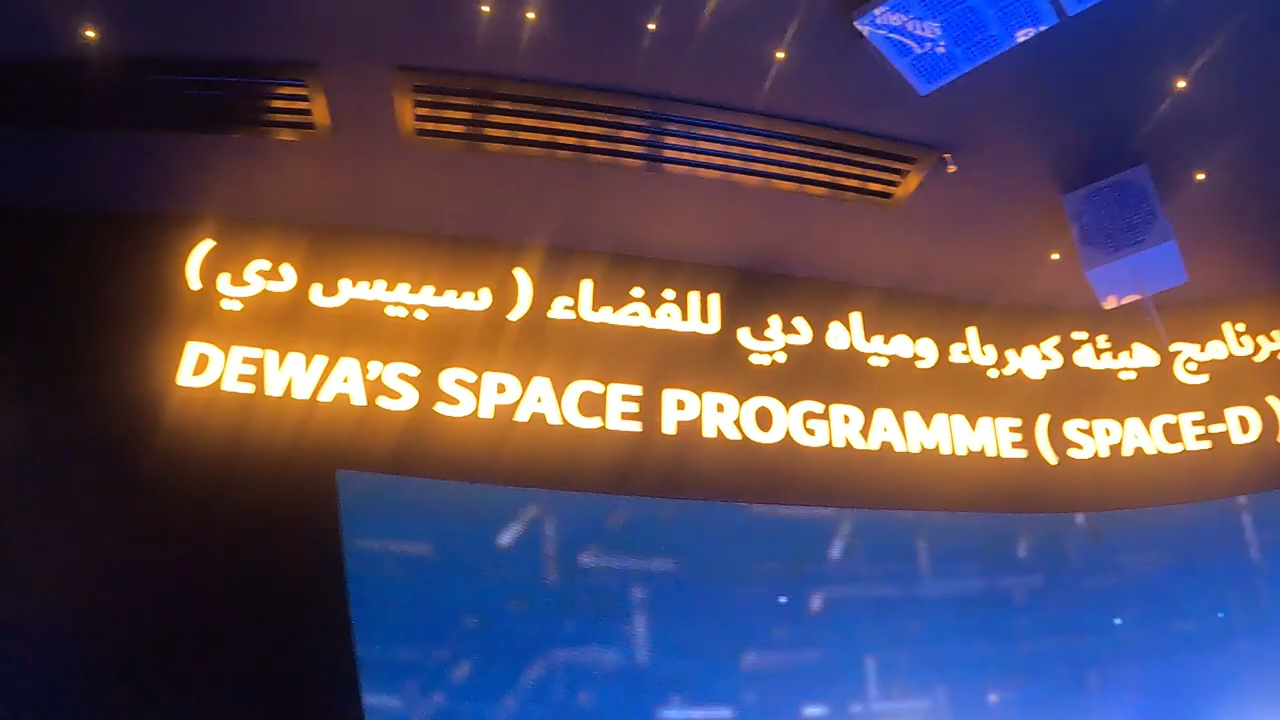 برنامج هيئة كهرباء ومياه دبي للفضاء ( سبيس دي )
DEWA'S SPACE PROGRAMME ( SPACE-D )